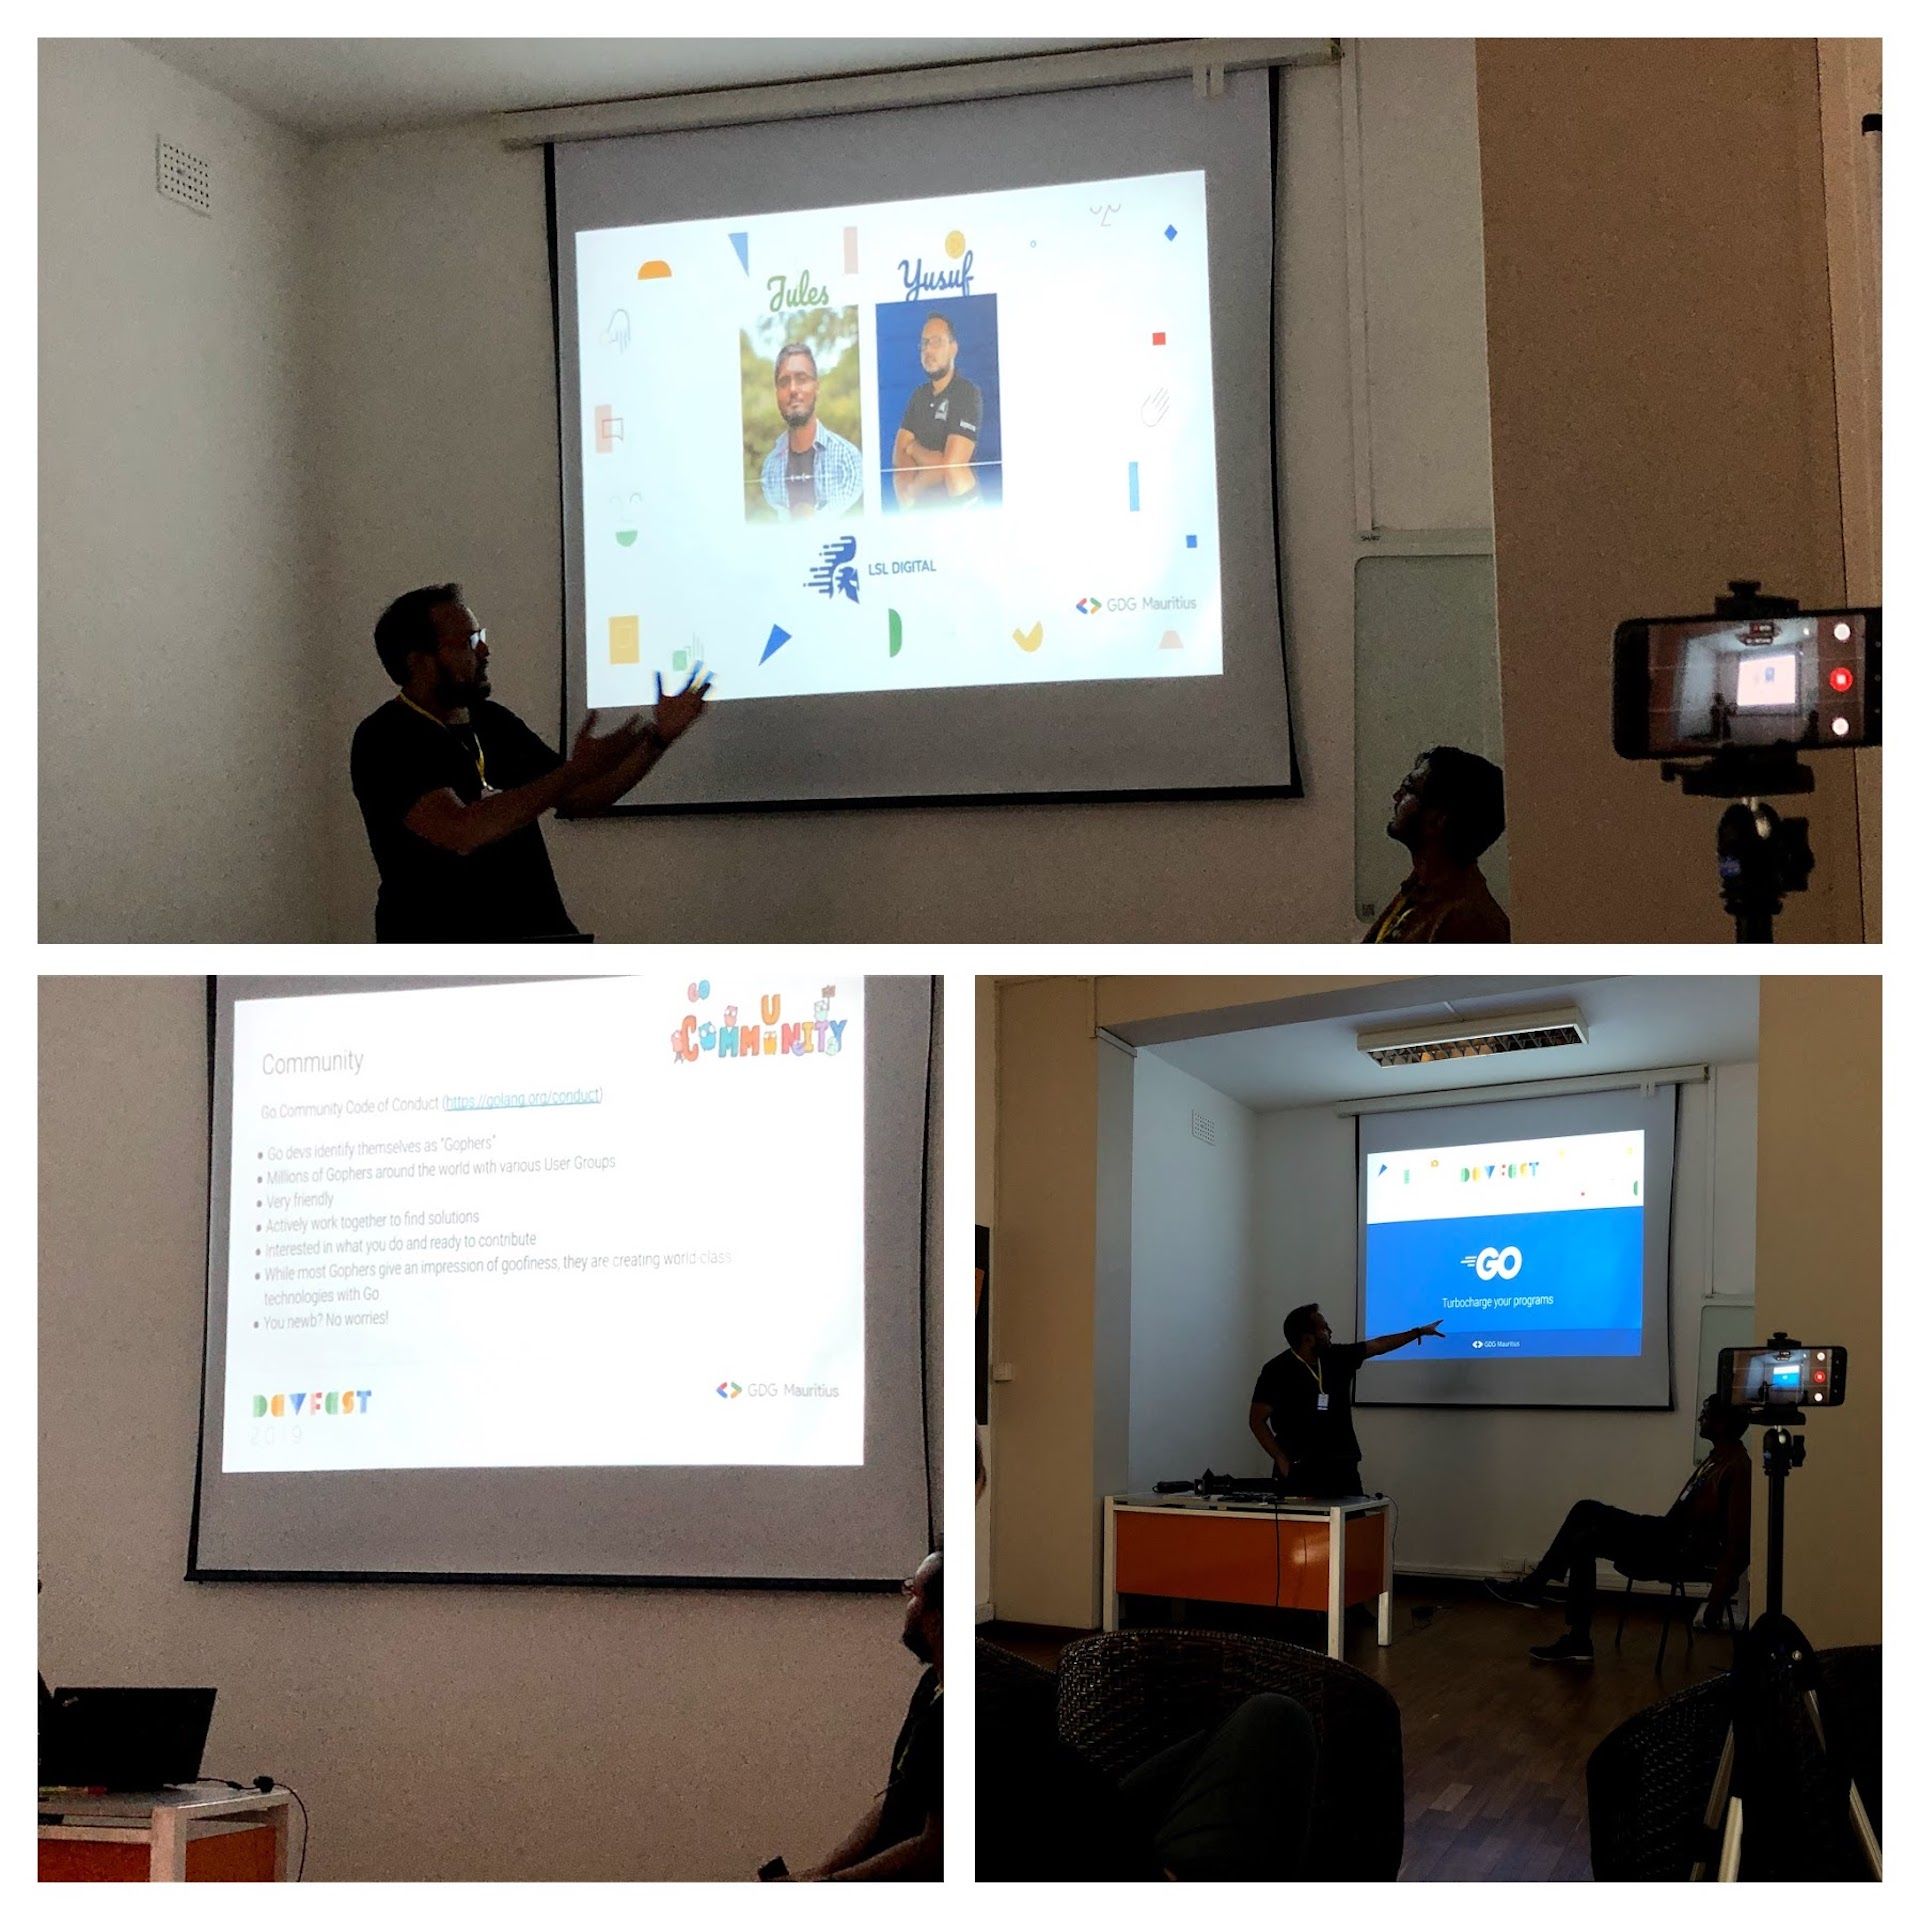 Jules
Yusuf
LSL DIGITAL
GDG Mauritius
GO
COMMUNITY
Community
Go Community Code of Conduct (https://golang.org/conduct)
• Go devs identify themselves as "Gophers"
• Millions of Gophers around the world with various User Groups
• Very friendly
• Actively work together to find solutions
• Interested in what you do and ready to contribute
• While most Gophers give an impression of goofiness, they are creating world-class
technologies with Go
• You newb? No worries!
DEVFEST
2019
GDG Mauritius
DEVFEST
GO
Turbocharge your programs
GDG Mauritius